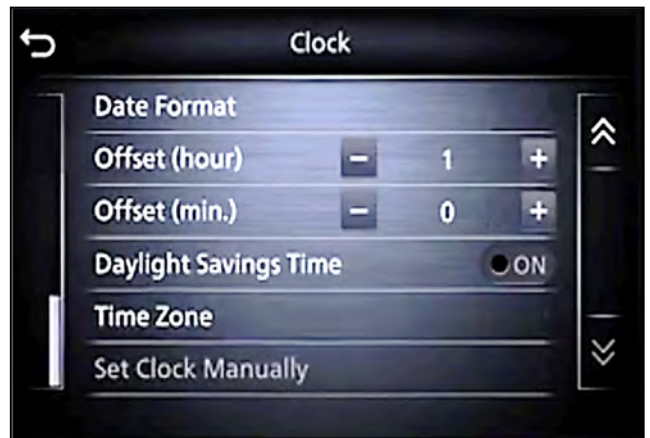 Clock
Date Format
Offset (hour) - 1 +
Offset (min.) - 0 +
Daylight Savings Time ON
Time Zone
Set Clock Manually